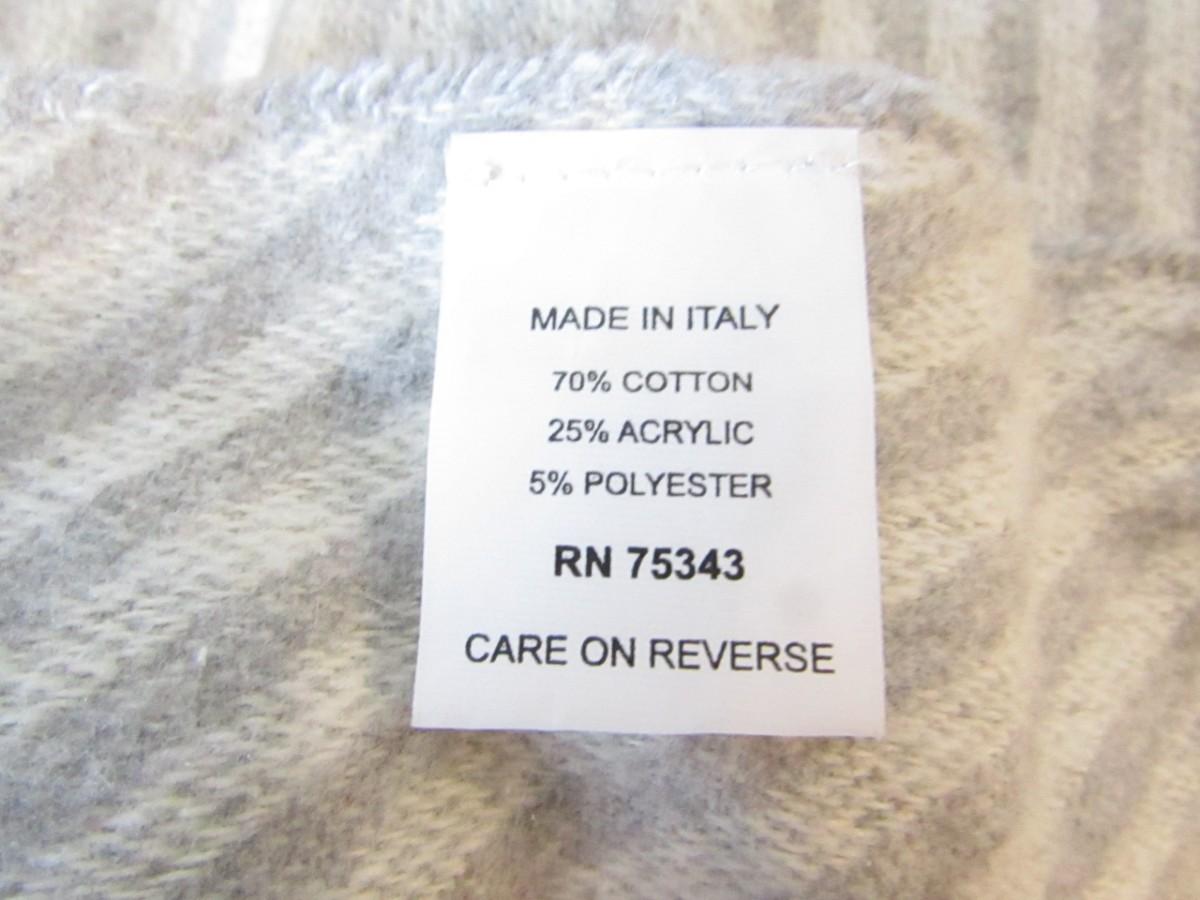 MADE IN ITALY
70% COTTON
25% ACRYLIC
5% POLYESTER
RN 75343
CARE ON REVERSE